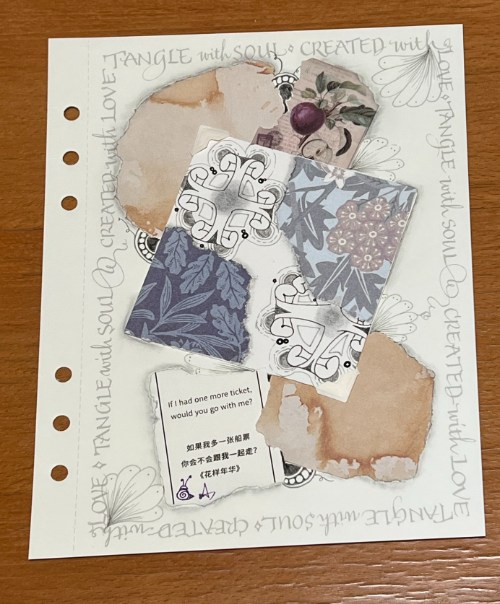 TANGLE with SOUL ⋄ CREATED with
LOVE ⋄ TANGLE with SOUL @ CREATED with LOVE
TANGLE with SOUL ⋄ CREATED with
LOVE ⋄ TANGLE with SOUL @ CREATED with LOVE
If I had one more ticket,
would you go with me?
如果我多一张船票
你会不会跟我一起走?
《花样年华》